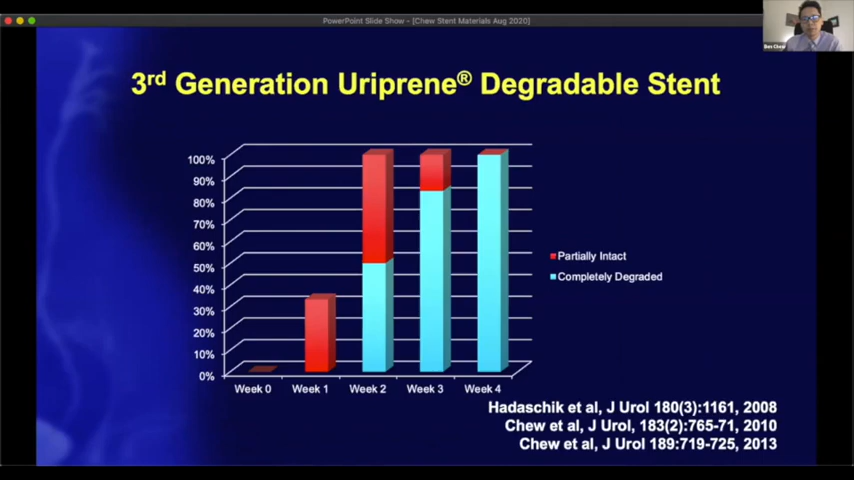 PowerPoint Slide Show - [Chew Stent Materials Aug 2020]
Ben Chew
3rd Generation Uriprene® Degradable Stent
100%
90%
80%
70%
60%
50%
40%
30%
20%
10%
0%
Week 0 Week 1 Week 2 Week 3 Week 4
Partially Intact
Completely Degraded
Hadaschik et al, J Urol 180(3):1161, 2008
Chew et al, J Urol, 183(2):765-71, 2010
Chew et al, J Urol 189:719-725, 2013